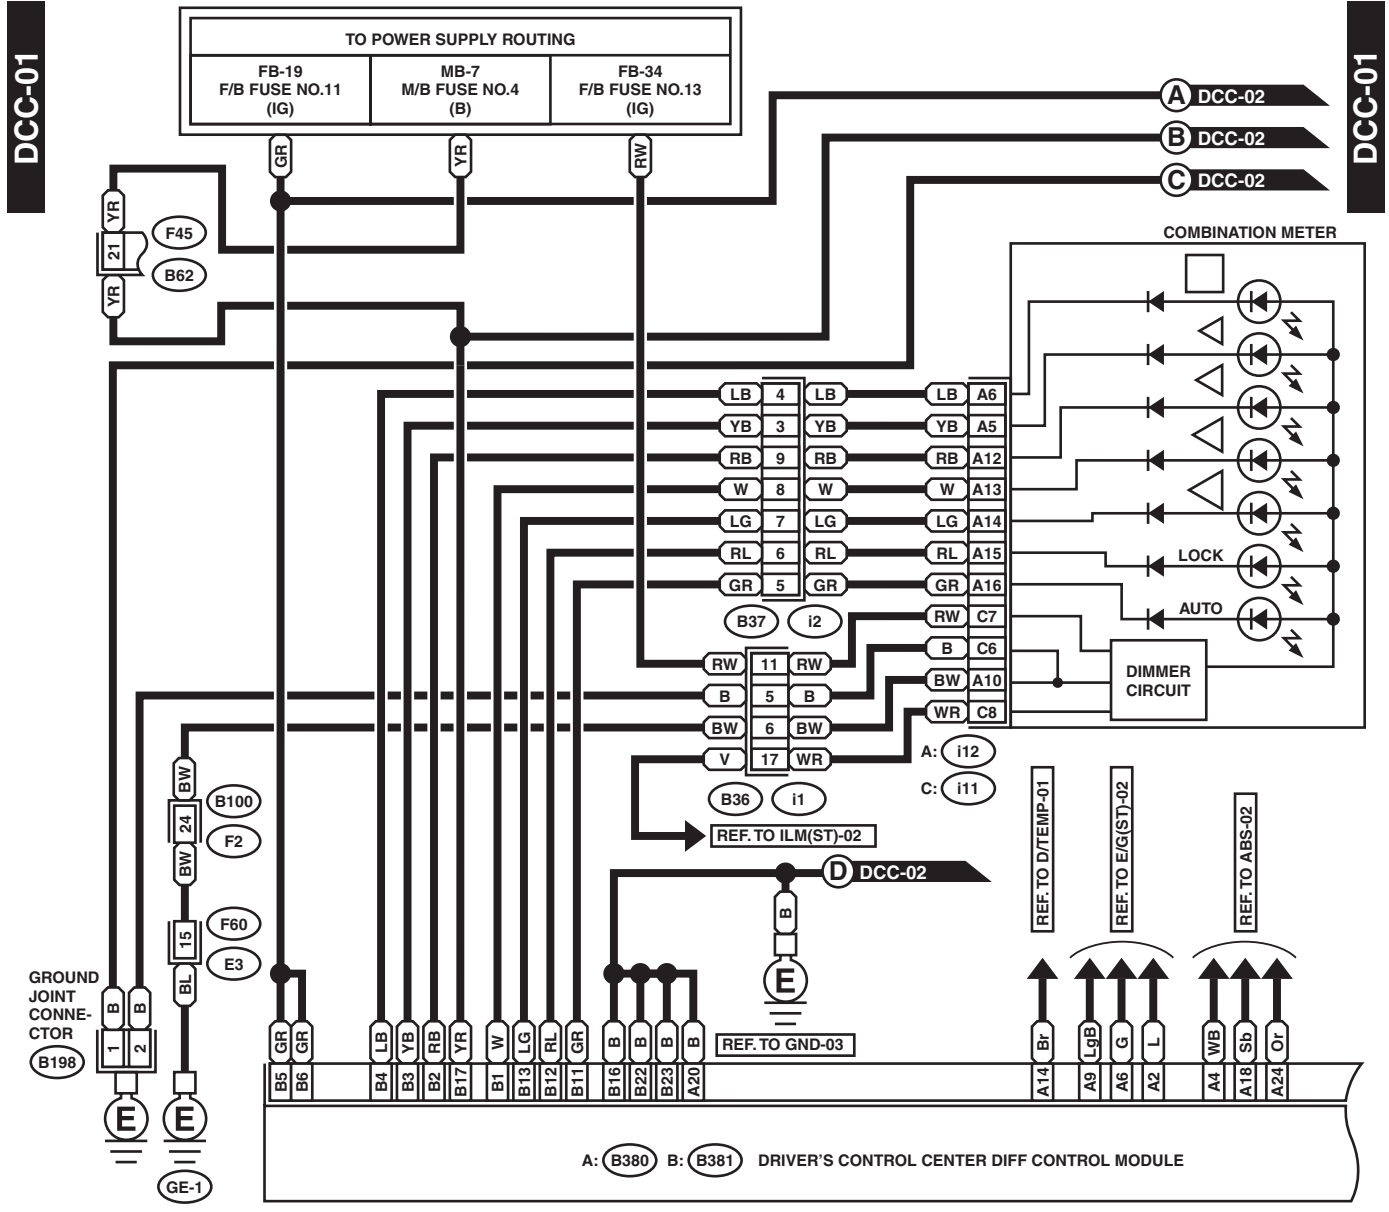 DCC-01
DCC-01
TO POWER SUPPLY ROUTING
FB-19
F/B FUSE NO.11
(IG)
MB-7
M/B FUSE NO.4
(B)
FB-34
F/B FUSE NO.13
(IG)
A DCC-02
B DCC-02
C DCC-02
GR
YR
RW
YR
21
YR
F45
B62
COMBINATION METER
LB 4 LB LB A6
YB 3 YB YB A5
RB 9 RB RB A12
W 8 W W A13
LG 7 LG LG A14
RL 6 RL RL A15
GR 5 GR GR A16
B37 i2
RW C7
B C6
BW A10
WR C8
RW 11 RW
B 5 B
BW 6 BW
V 17 WR
B36 i1
A: i12
C: i11
LOCK
AUTO
DIMMER
CIRCUIT
REF. TO ILM(ST)-02
D DCC-02
B
E
REF. TO GND-03
REF. TO D/TEMP-01
REF. TO E/G(ST)-02
REF. TO ABS-02
BW
24
BW
B100
F2
15
BL
F60
E3
GROUND
JOINT
CONNE-
CTOR
B198
B B
1 2
E E
GE-1
GR GR LB YB RB YR W LG RL GR B B B B Br LgB G L WB Sb Or
B5 B6 B4 B3 B2 B17 B1 B13 B12 B11 B16 B22 B23 A20 A14 A9 A6 A2 A4 A18 A24
A: B380 B: B381 DRIVER'S CONTROL CENTER DIFF CONTROL MODULE